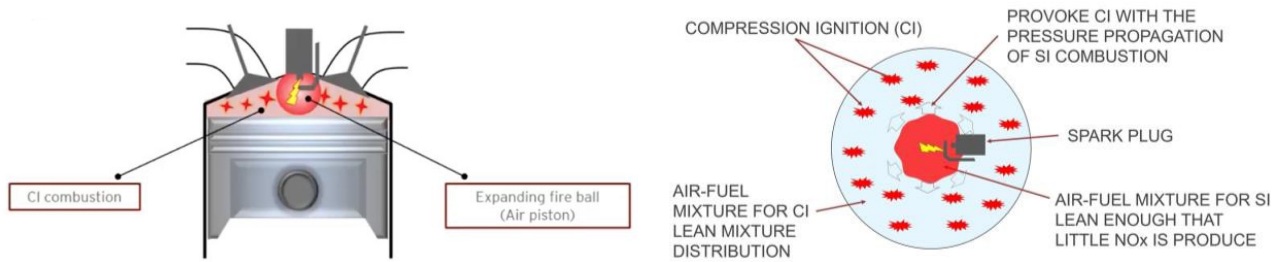 CI combustion
Expanding fire ball
(Air piston)
COMPRESSION IGNITION (CI)
PROVOKE CI WITH THE
PRESSURE PROPAGATION
OF SI COMBUSTION
SPARK PLUG
AIR-FUEL
MIXTURE FOR CI
LEAN MIXTURE
DISTRIBUTION
AIR-FUEL MIXTURE FOR SI
LEAN ENOUGH THAT
LITTLE NOx IS PRODUCE